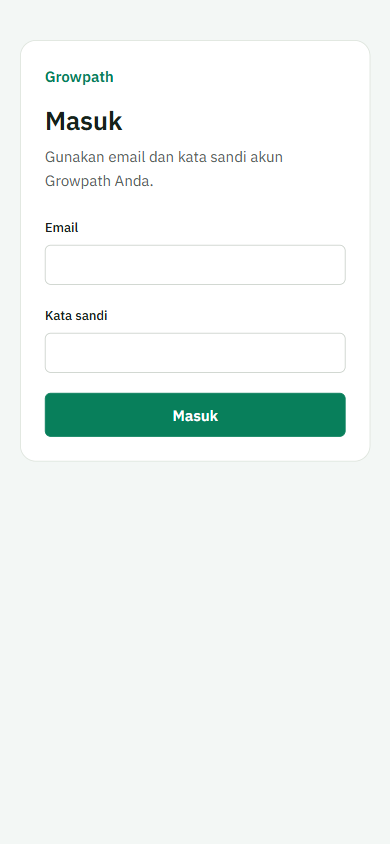 Growpath
Masuk
Gunakan email dan kata sandi akun
Growpath Anda.
Email
Kata sandi
Masuk